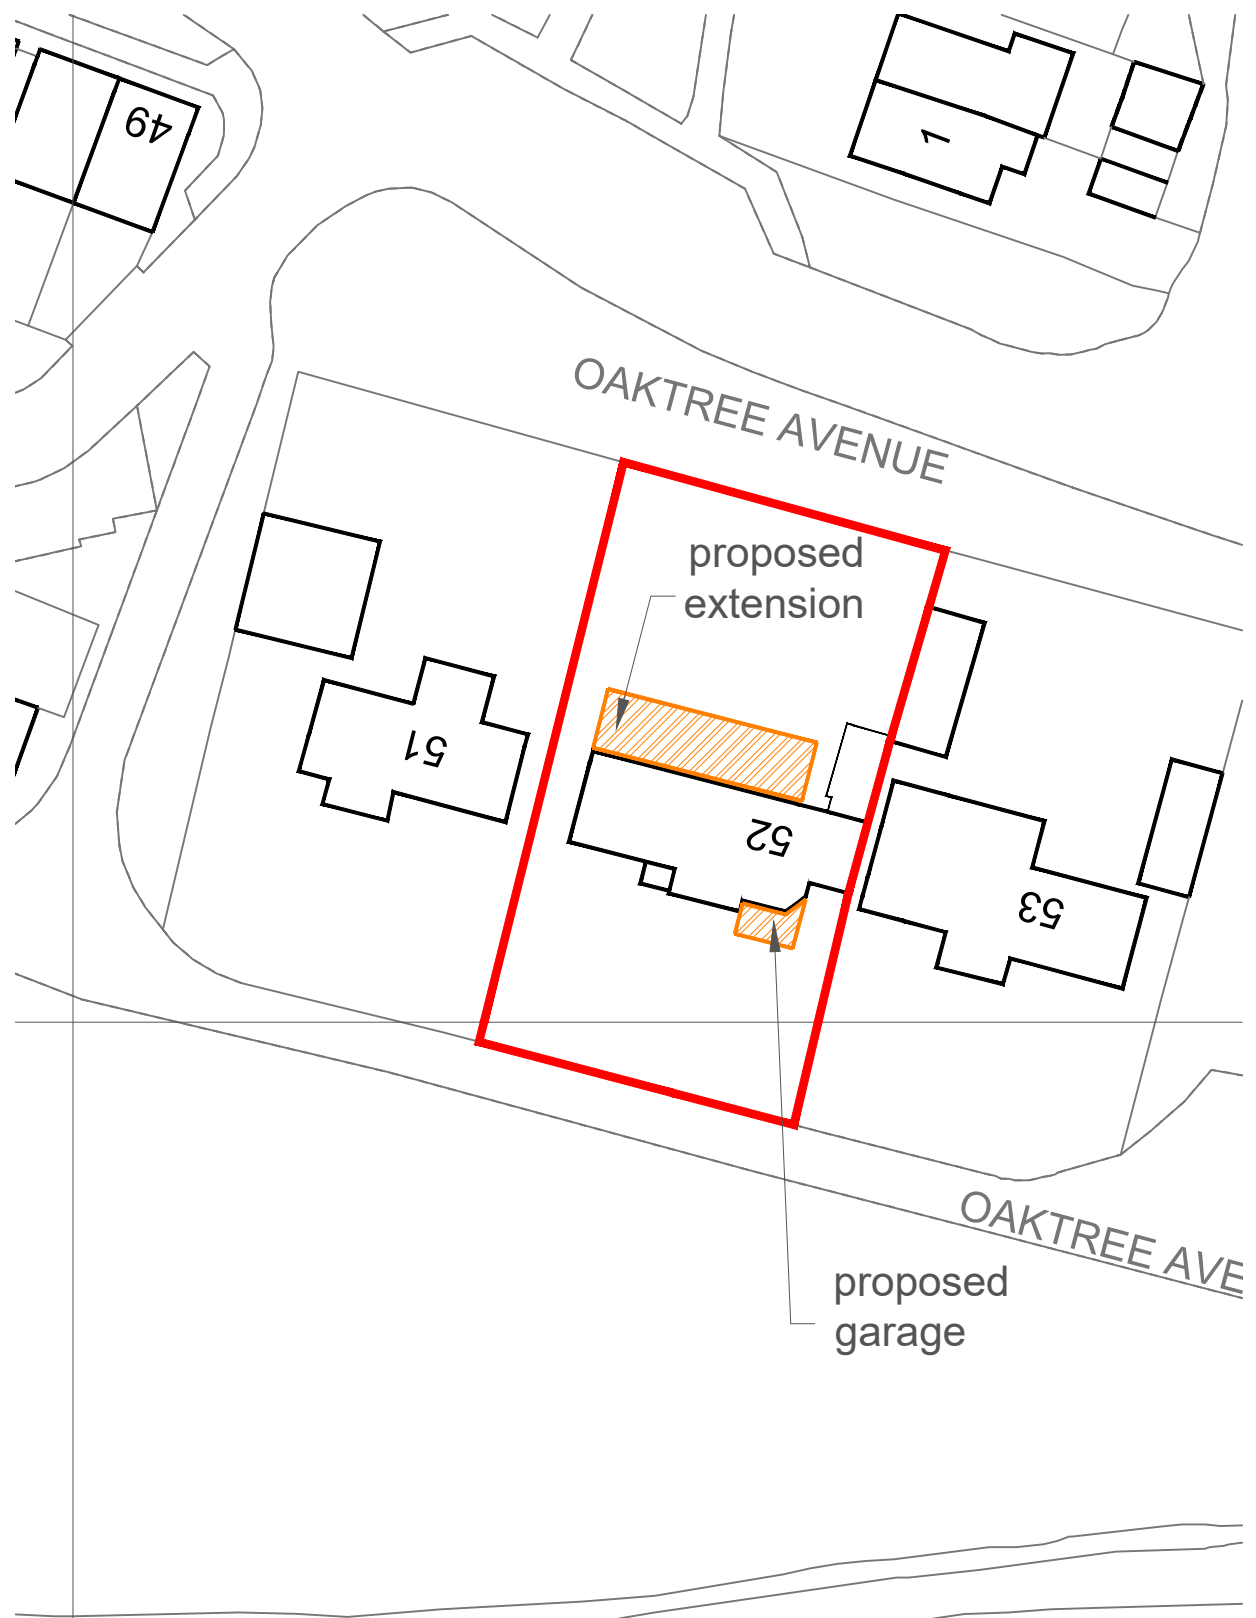 49
1
OAKTREE AVENUE
proposed
extension
51
52
53
OAKTREE AVE
proposed
garage